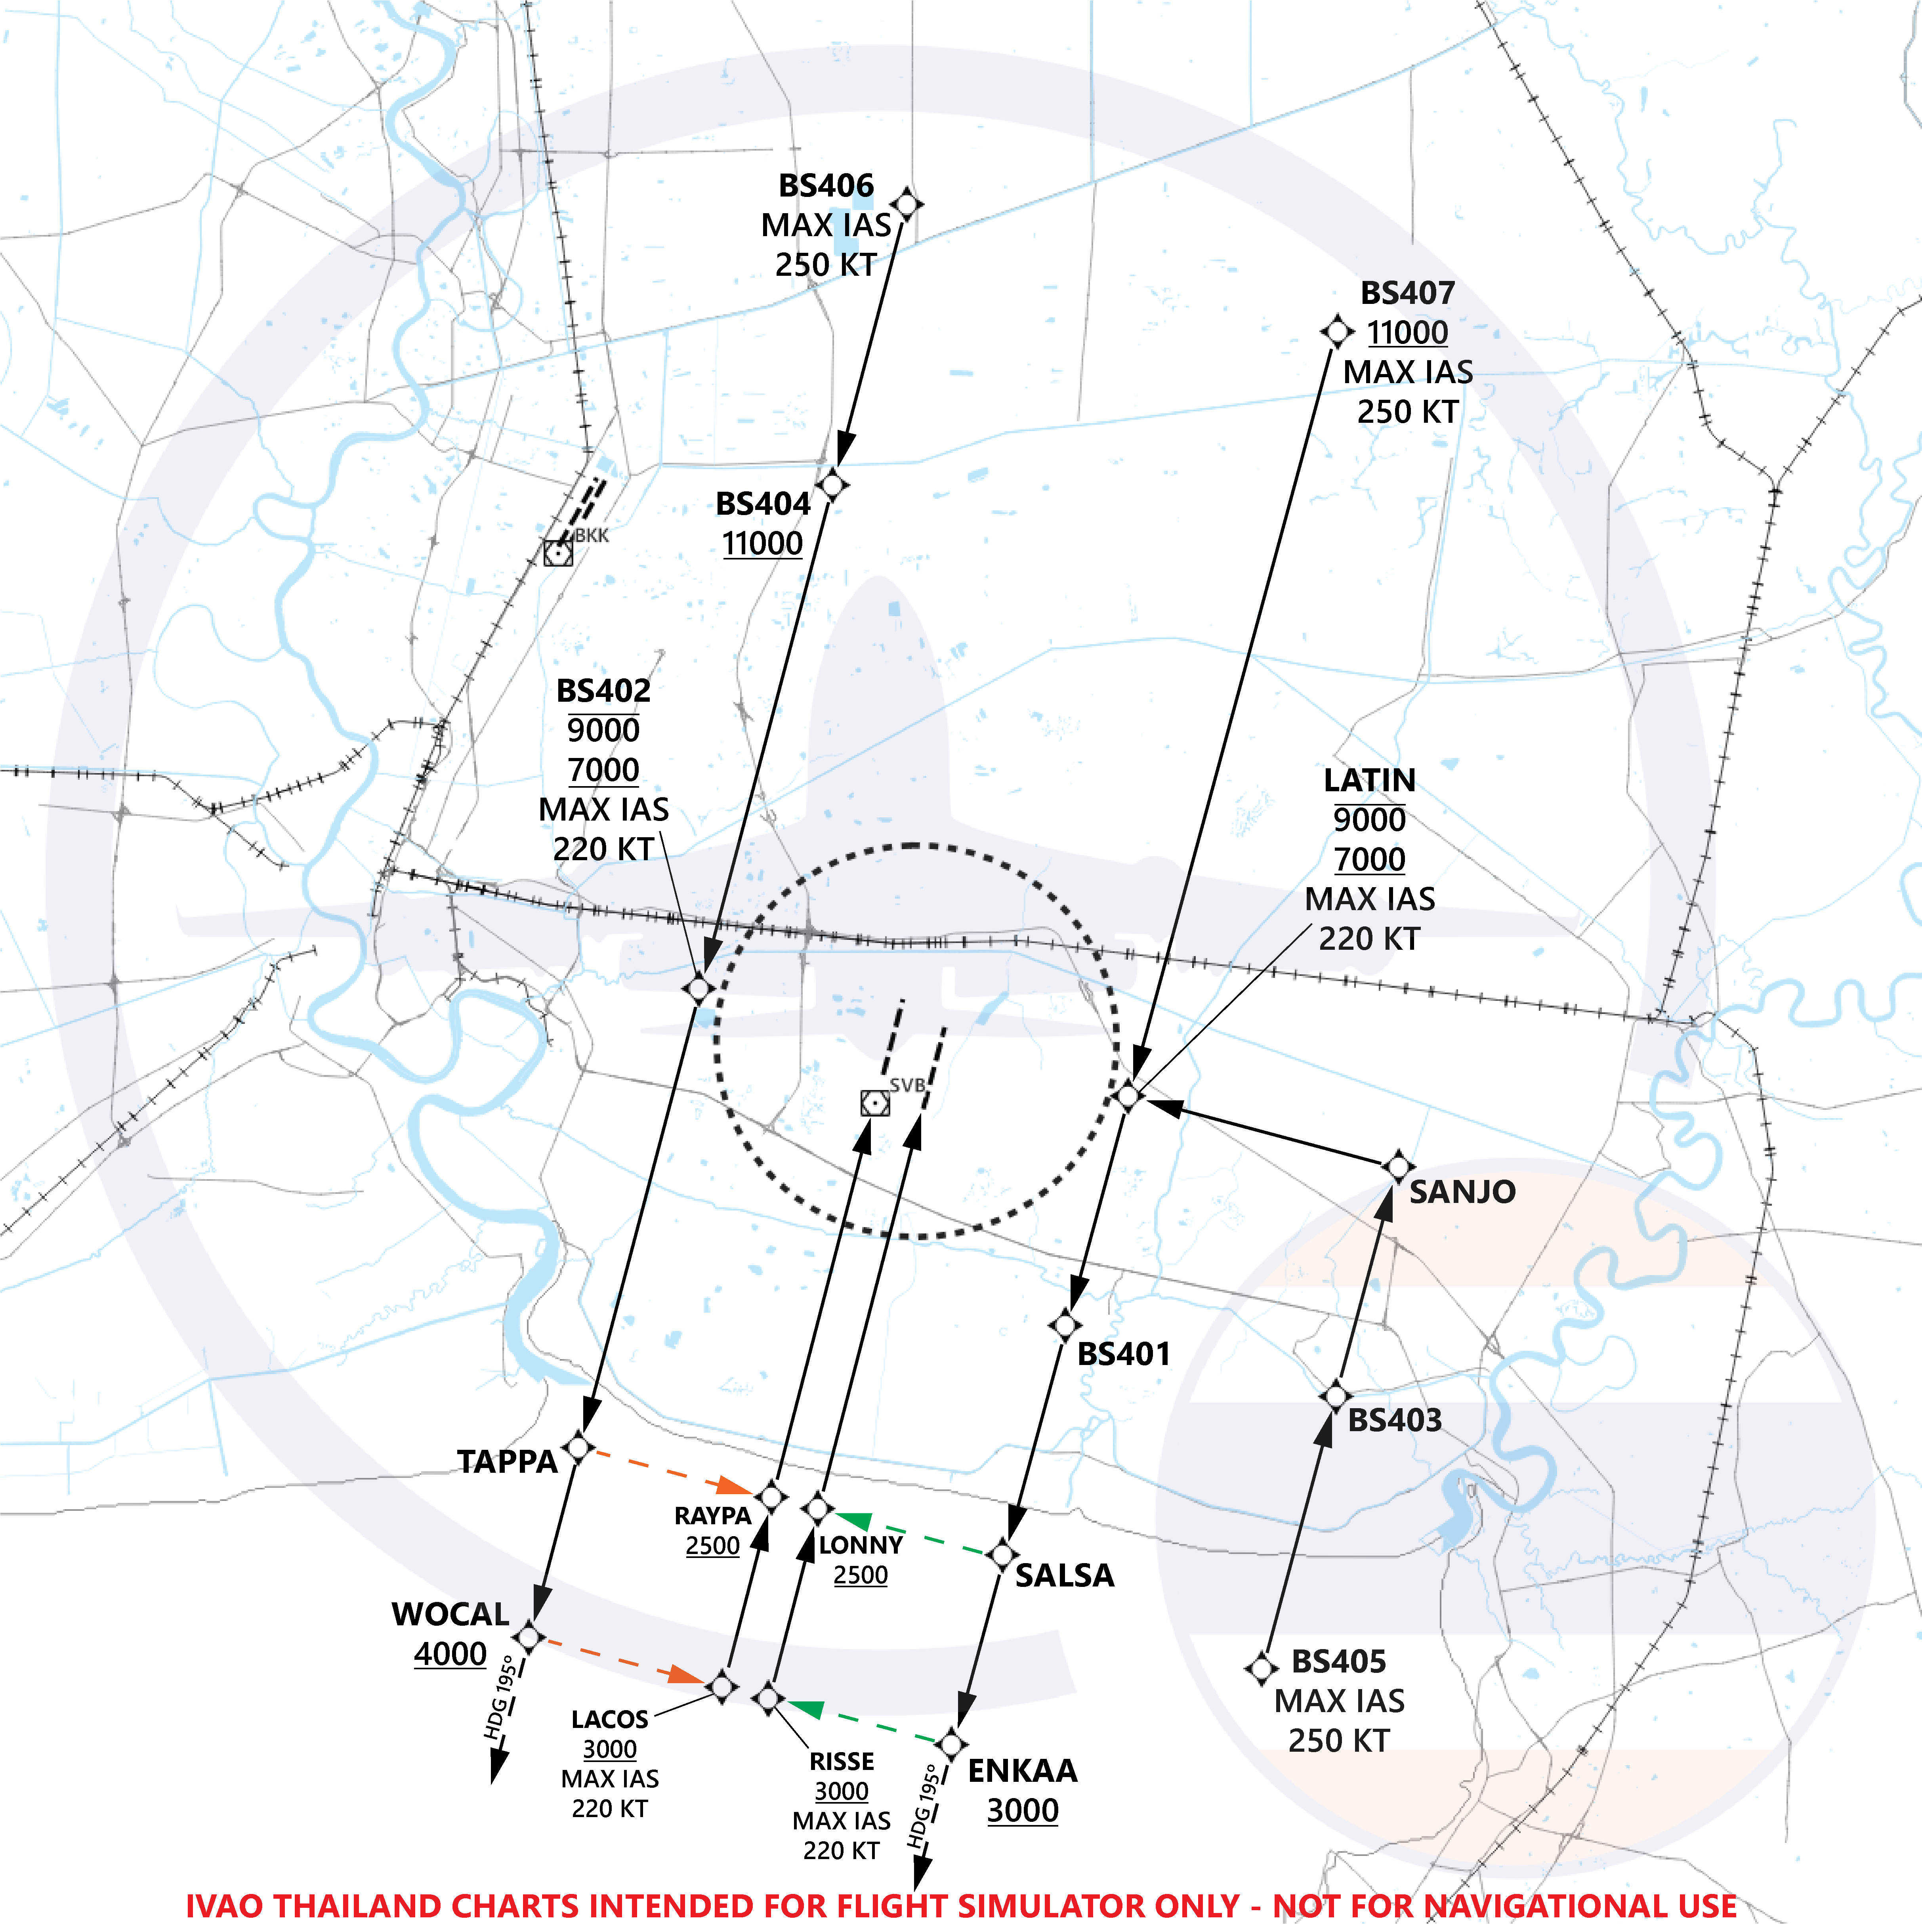 BS406
MAX IAS
250 KT
BS407
11000
MAX IAS
250 KT
BS404
11000
BKK
BS402
9000
7000
MAX IAS
220 KT
LATIN
9000
7000
MAX IAS
220 KT
SVB
SANJO
BS401
BS403
TAPPA
RAYPA
2500
LONNY
2500
SALSA
WOCAL
4000
HDG 195º
BS405
MAX IAS
250 KT
LACOS
3000
MAX IAS
220 KT
RISSE
3000
MAX IAS
220 KT
ENKAA
3000
HDG 195º
IVAO THAILAND CHARTS INTENDED FOR FLIGHT SIMULATOR ONLY - NOT FOR NAVIGATIONAL USE